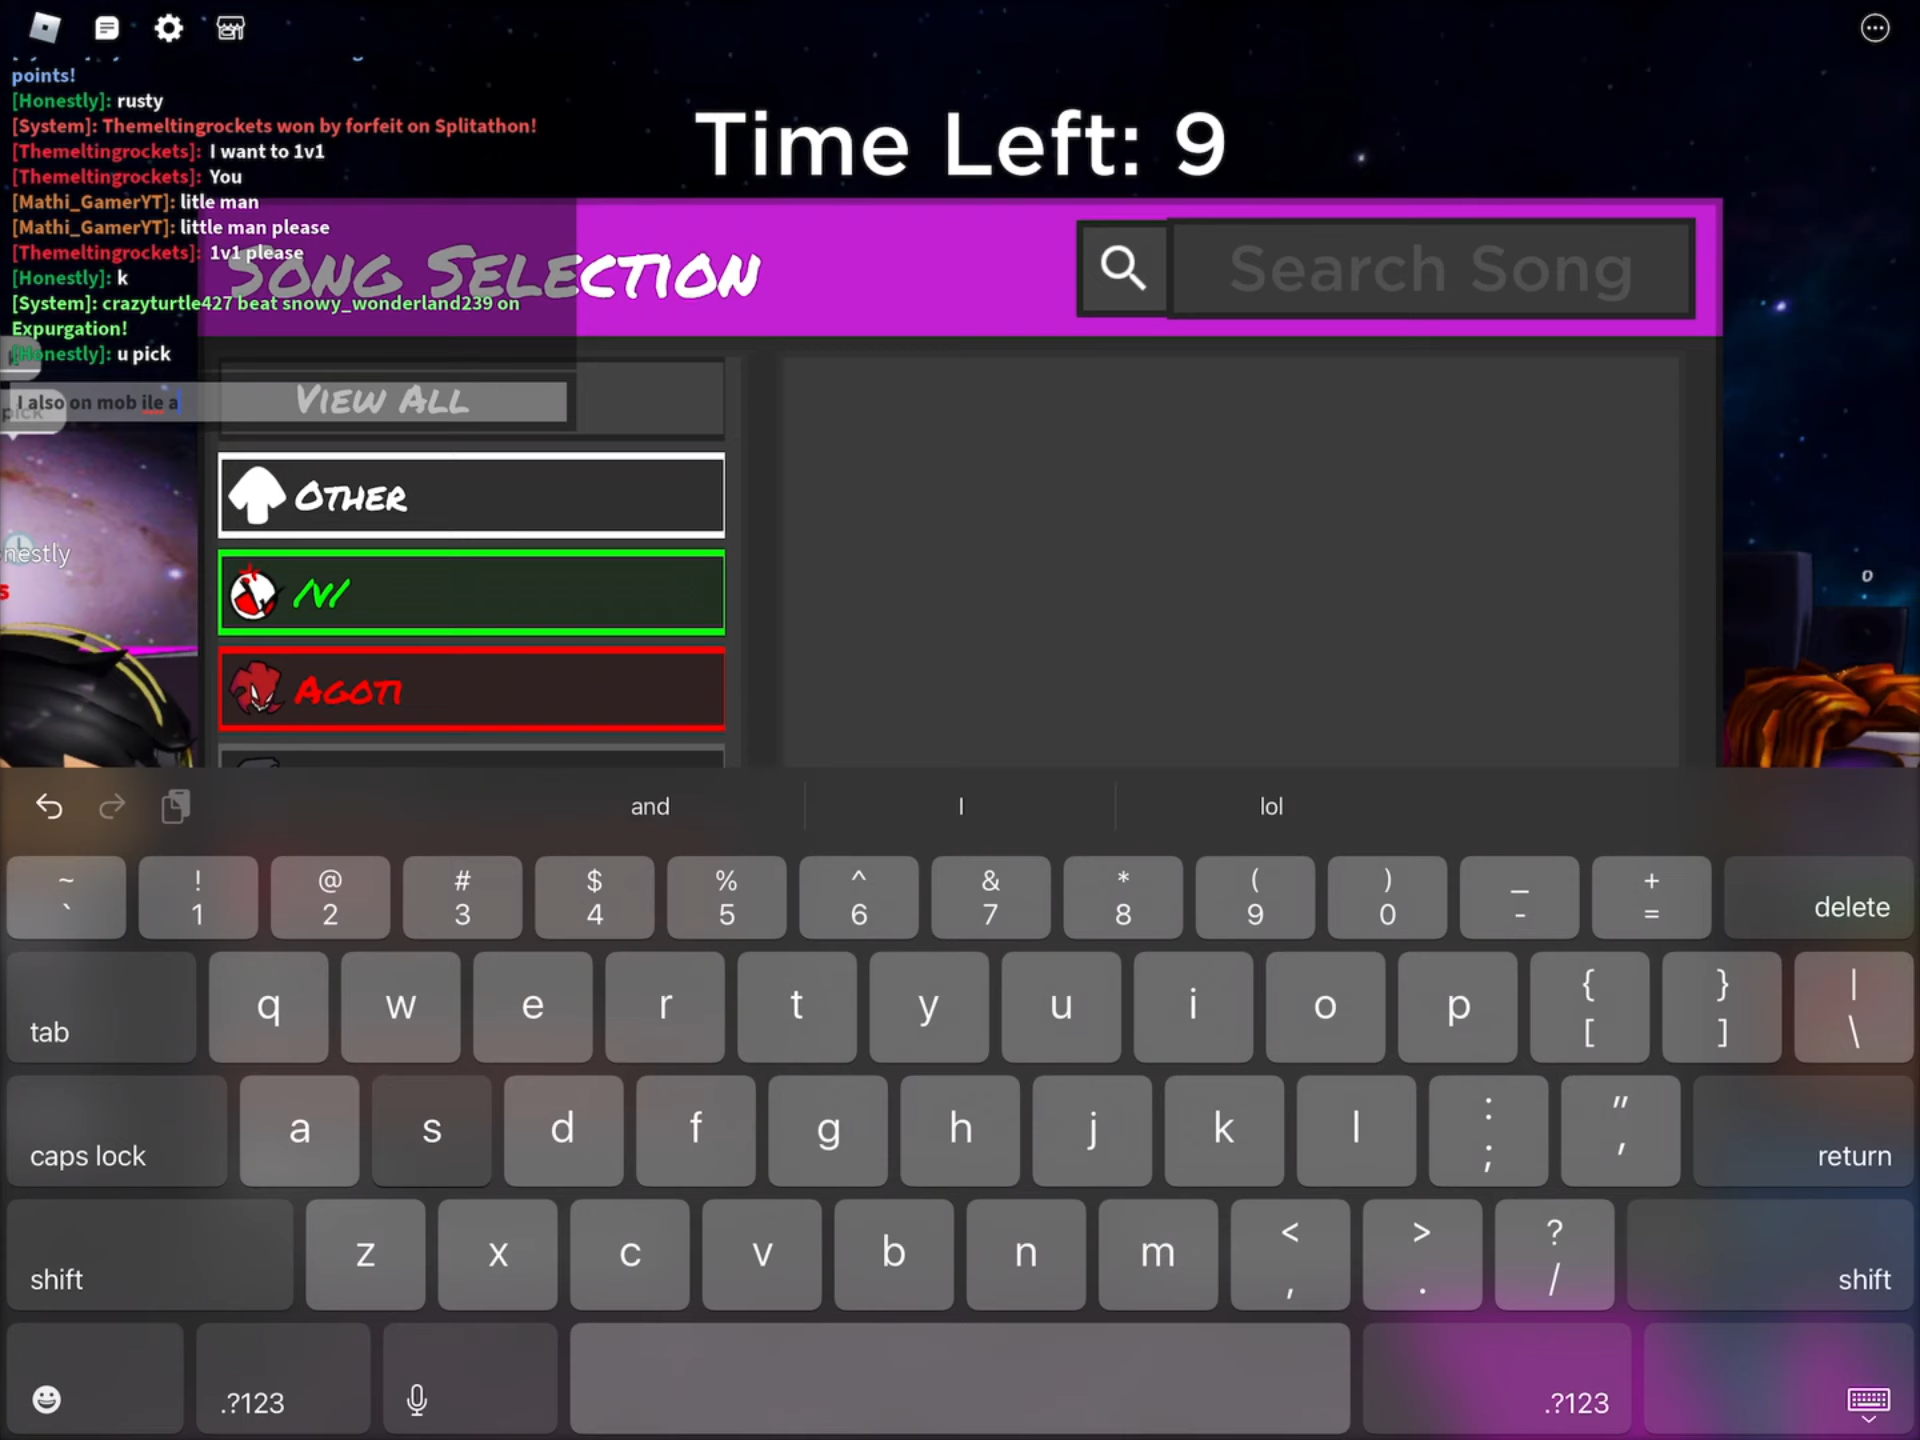 points!
[Honestly]: rusty
[System]: Themeltingrockets won by forfeit on Splitathon!
[Themeltingrockets]: I want to 1v1
[Themeltingrockets]: You
[Mathi_GamerYT]: litle man
[Mathi_GamerYT]: little man please
[Themeltingrockets]: 1v1 please
[Honestly]: k
[System]: crazyturtle427 beat snowy_wonderland239 on
Expurgation!
[Honestly]: u pick
I also on mob ile a
pick
nestly
s
Time Left: 9
Song Selection
Search Song
View All
Other
/v/
Agoti
o
and I lol
~ ! @ # $ % ^ & * ( ) _ +
` 1 2 3 4 5 6 7 8 9 0 - = delete
tab q w e r t y u i o p { [ } ] | \
caps lock a s d f g h j k l : ; " ' return
shift z x c v b n m < , > . ? / shift
.?123 .?123